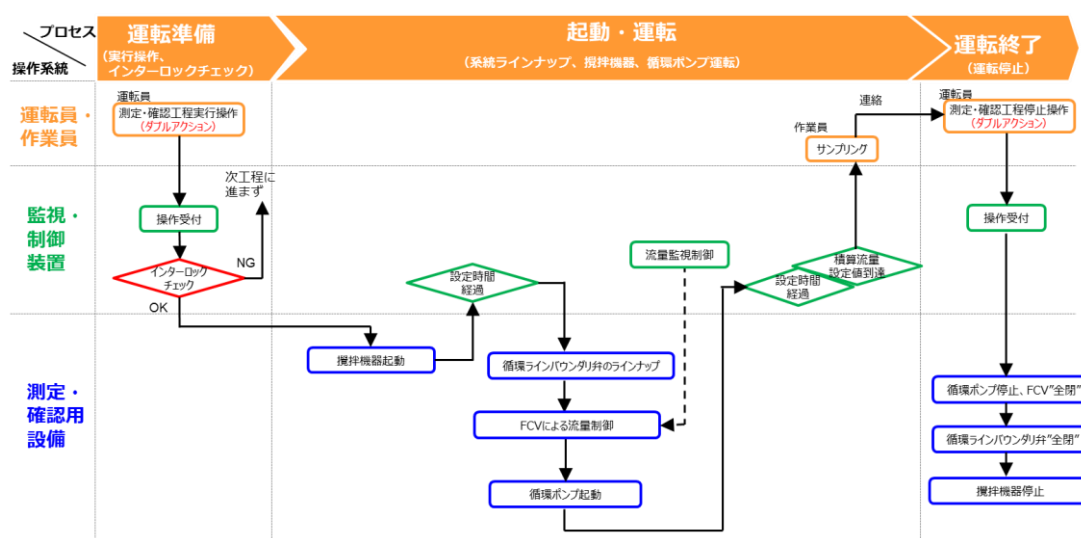 プロセス
操作系統
運転準備
(実行操作、
インターロックチェック)
起動・運転
(系統ラインナップ、攪拌機器、循環ポンプ運転)
運転終了
(運転停止)
運転員・
作業員
運転員
測定・確認工程実行操作
(ダブルアクション)
作業員
サンプリング
連絡
運転員
測定・確認工程停止操作
(ダブルアクション)
監視・
制御
装置
操作受付
インターロック
チェック
NG
OK
次工程に
進まず
設定時間
経過
流量監視制御
設定時間
経過
積算流量
設定値到達
操作受付
測定・
確認用
設備
攪拌機器起動
循環ラインバウンダリ弁のラインナップ
FCVによる流量制御
循環ポンプ起動
循環ポンプ停止、FCV"全閉"
循環ラインバウンダリ弁"全閉"
攪拌機器停止